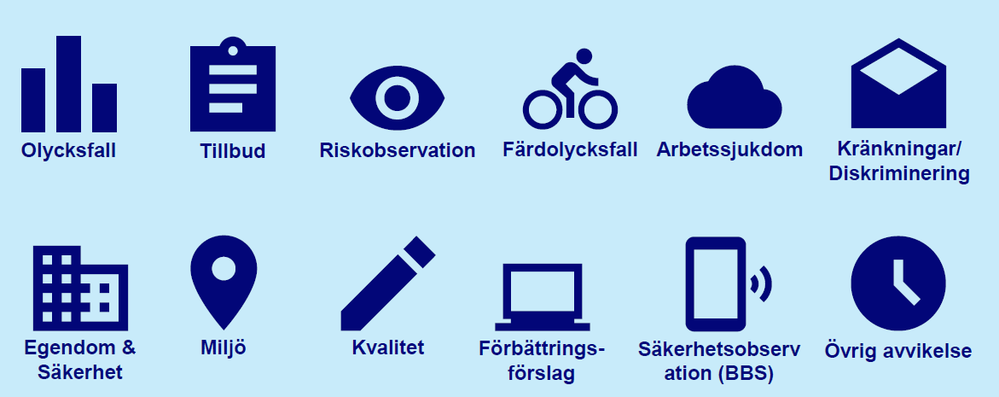 Olycksfall
Tillbud
Riskobservation
Färdolycksfall
Arbetssjukdom
Kränkningar/
Diskriminering
Egendom &
Säkerhet
Miljö
Kvalitet
Förbättrings-
förslag
Säkerhetsobserv
ation (BBS)
Övrig avvikelse